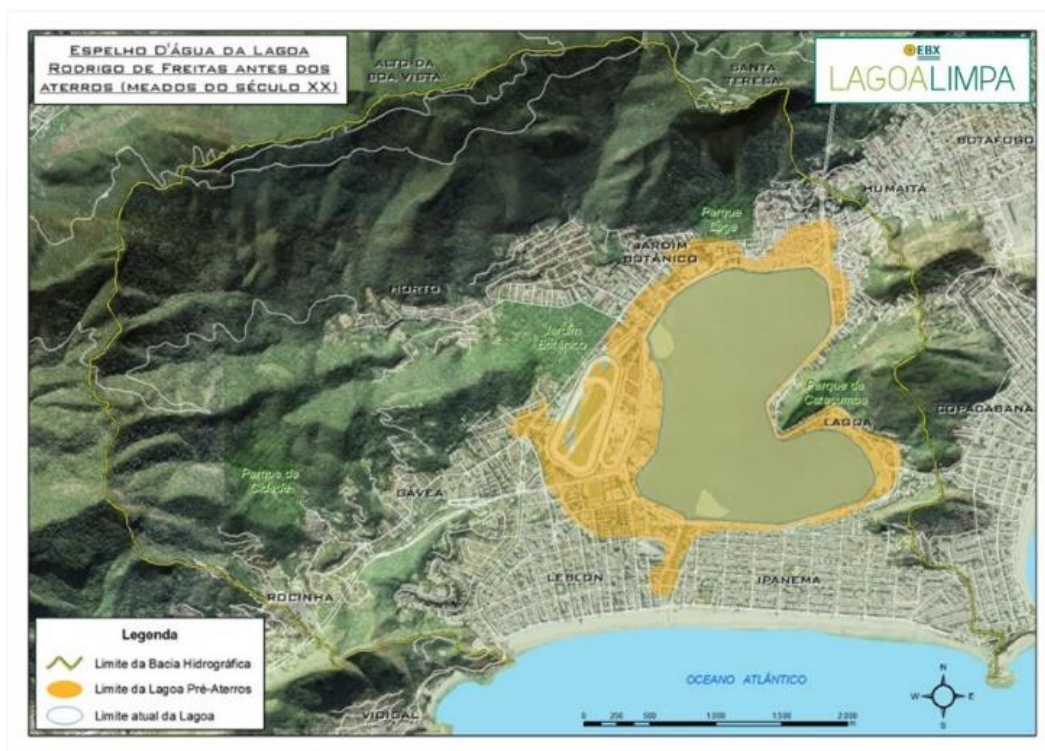 ESPELHO D'ÁGUA DA LAGOA
RODRIGO DE FREITAS ANTES DOS
ATERROS (MEADOS DO SÉCULO XX)
EBX
LAGOALIMPA
ALTO DA
BOA VISTA
SANTA
TERESA
BOTAFOGO
HUMAITÁ
Parque
Lage
JARDIM
BOTÂNICO
HORTO
Jardim
Botânico
Parque da
Catacumba
LAGOA
COPACABANA
Parque da
Cidade
GÁVEA
LEBLON
IPANEMA
ROCINHA
VIDIGAL
OCEANO ATLÂNTICO
Legenda
Limite da Bacia Hidrográfica
Limite da Lagoa Pré-Aterros
Limite atual da Lagoa
0 250 500 1.000 1.500 2.000
N
W E
S